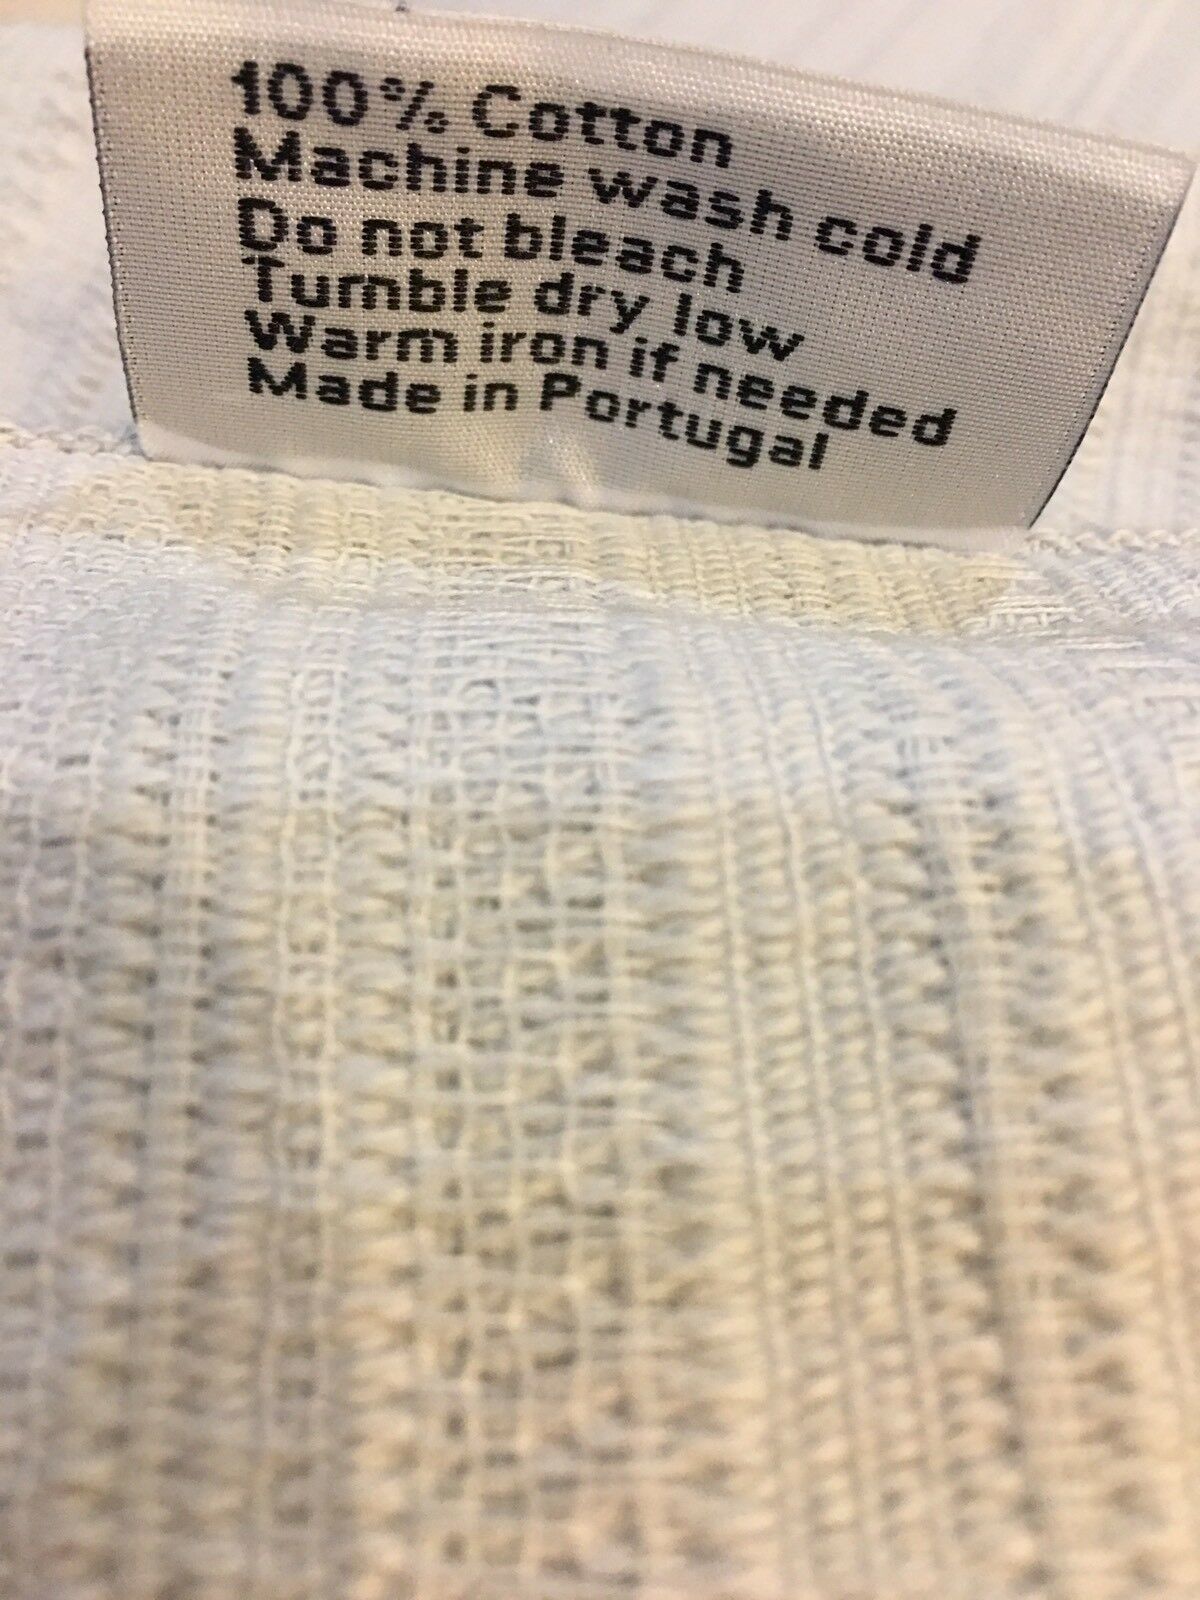 100% Cotton
Machine wash cold
Do not bleach
Tumble dry low
Warm iron if needed
Made in Portugal